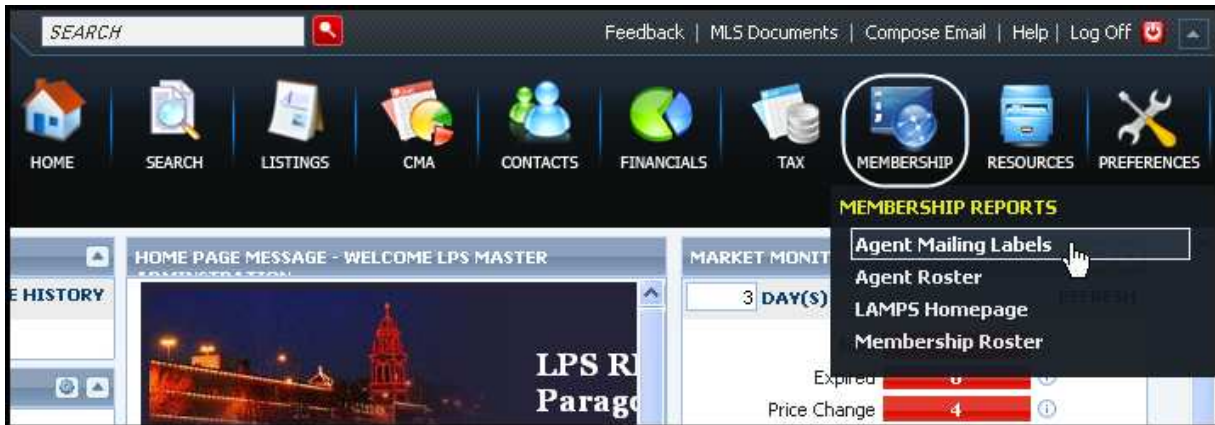 SEARCH
Feedback | MLS Documents | Compose Email | Help | Log Off
HOME SEARCH LISTINGS CMA CONTACTS FINANCIALS TAX MEMBERSHIP RESOURCES PREFERENCES
MEMBERSHIP REPORTS
Agent Mailing Labels
Agent Roster
LAMPS Homepage
Membership Roster
HOME PAGE MESSAGE - WELCOME LPS MASTER
MARKET MONIT
E HISTORY
3 DAY(S)
LPS
Parago
Expired
Price Change 4